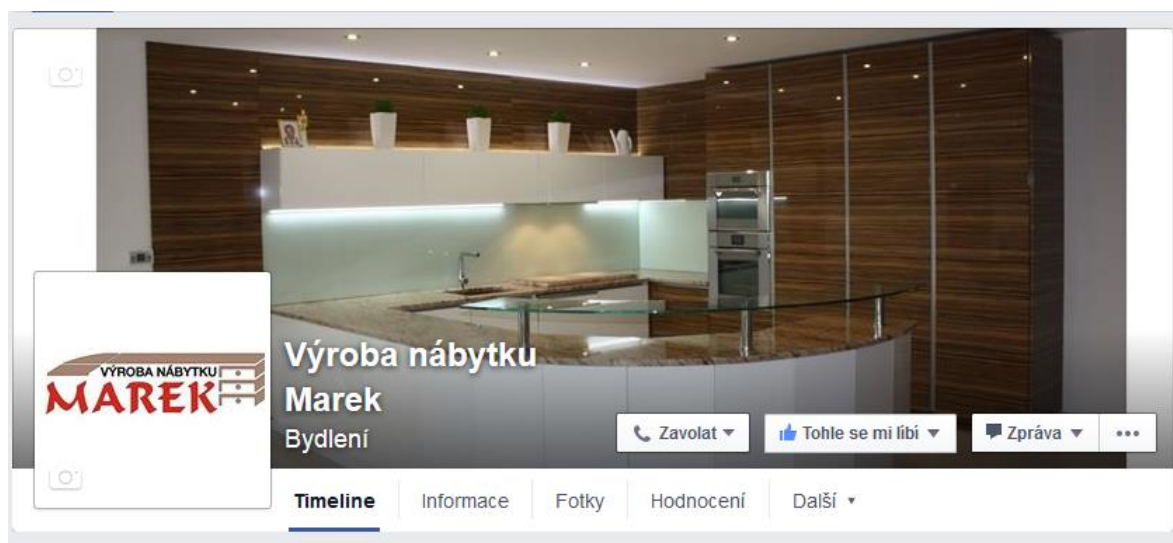 VÝROBA NÁBYTKU
MAREK
Výroba nábytku
Marek
Bydlení
Zavolat
Tohle se mi líbí
Zpráva
Timeline
Informace
Fotky
Hodnocení
Další